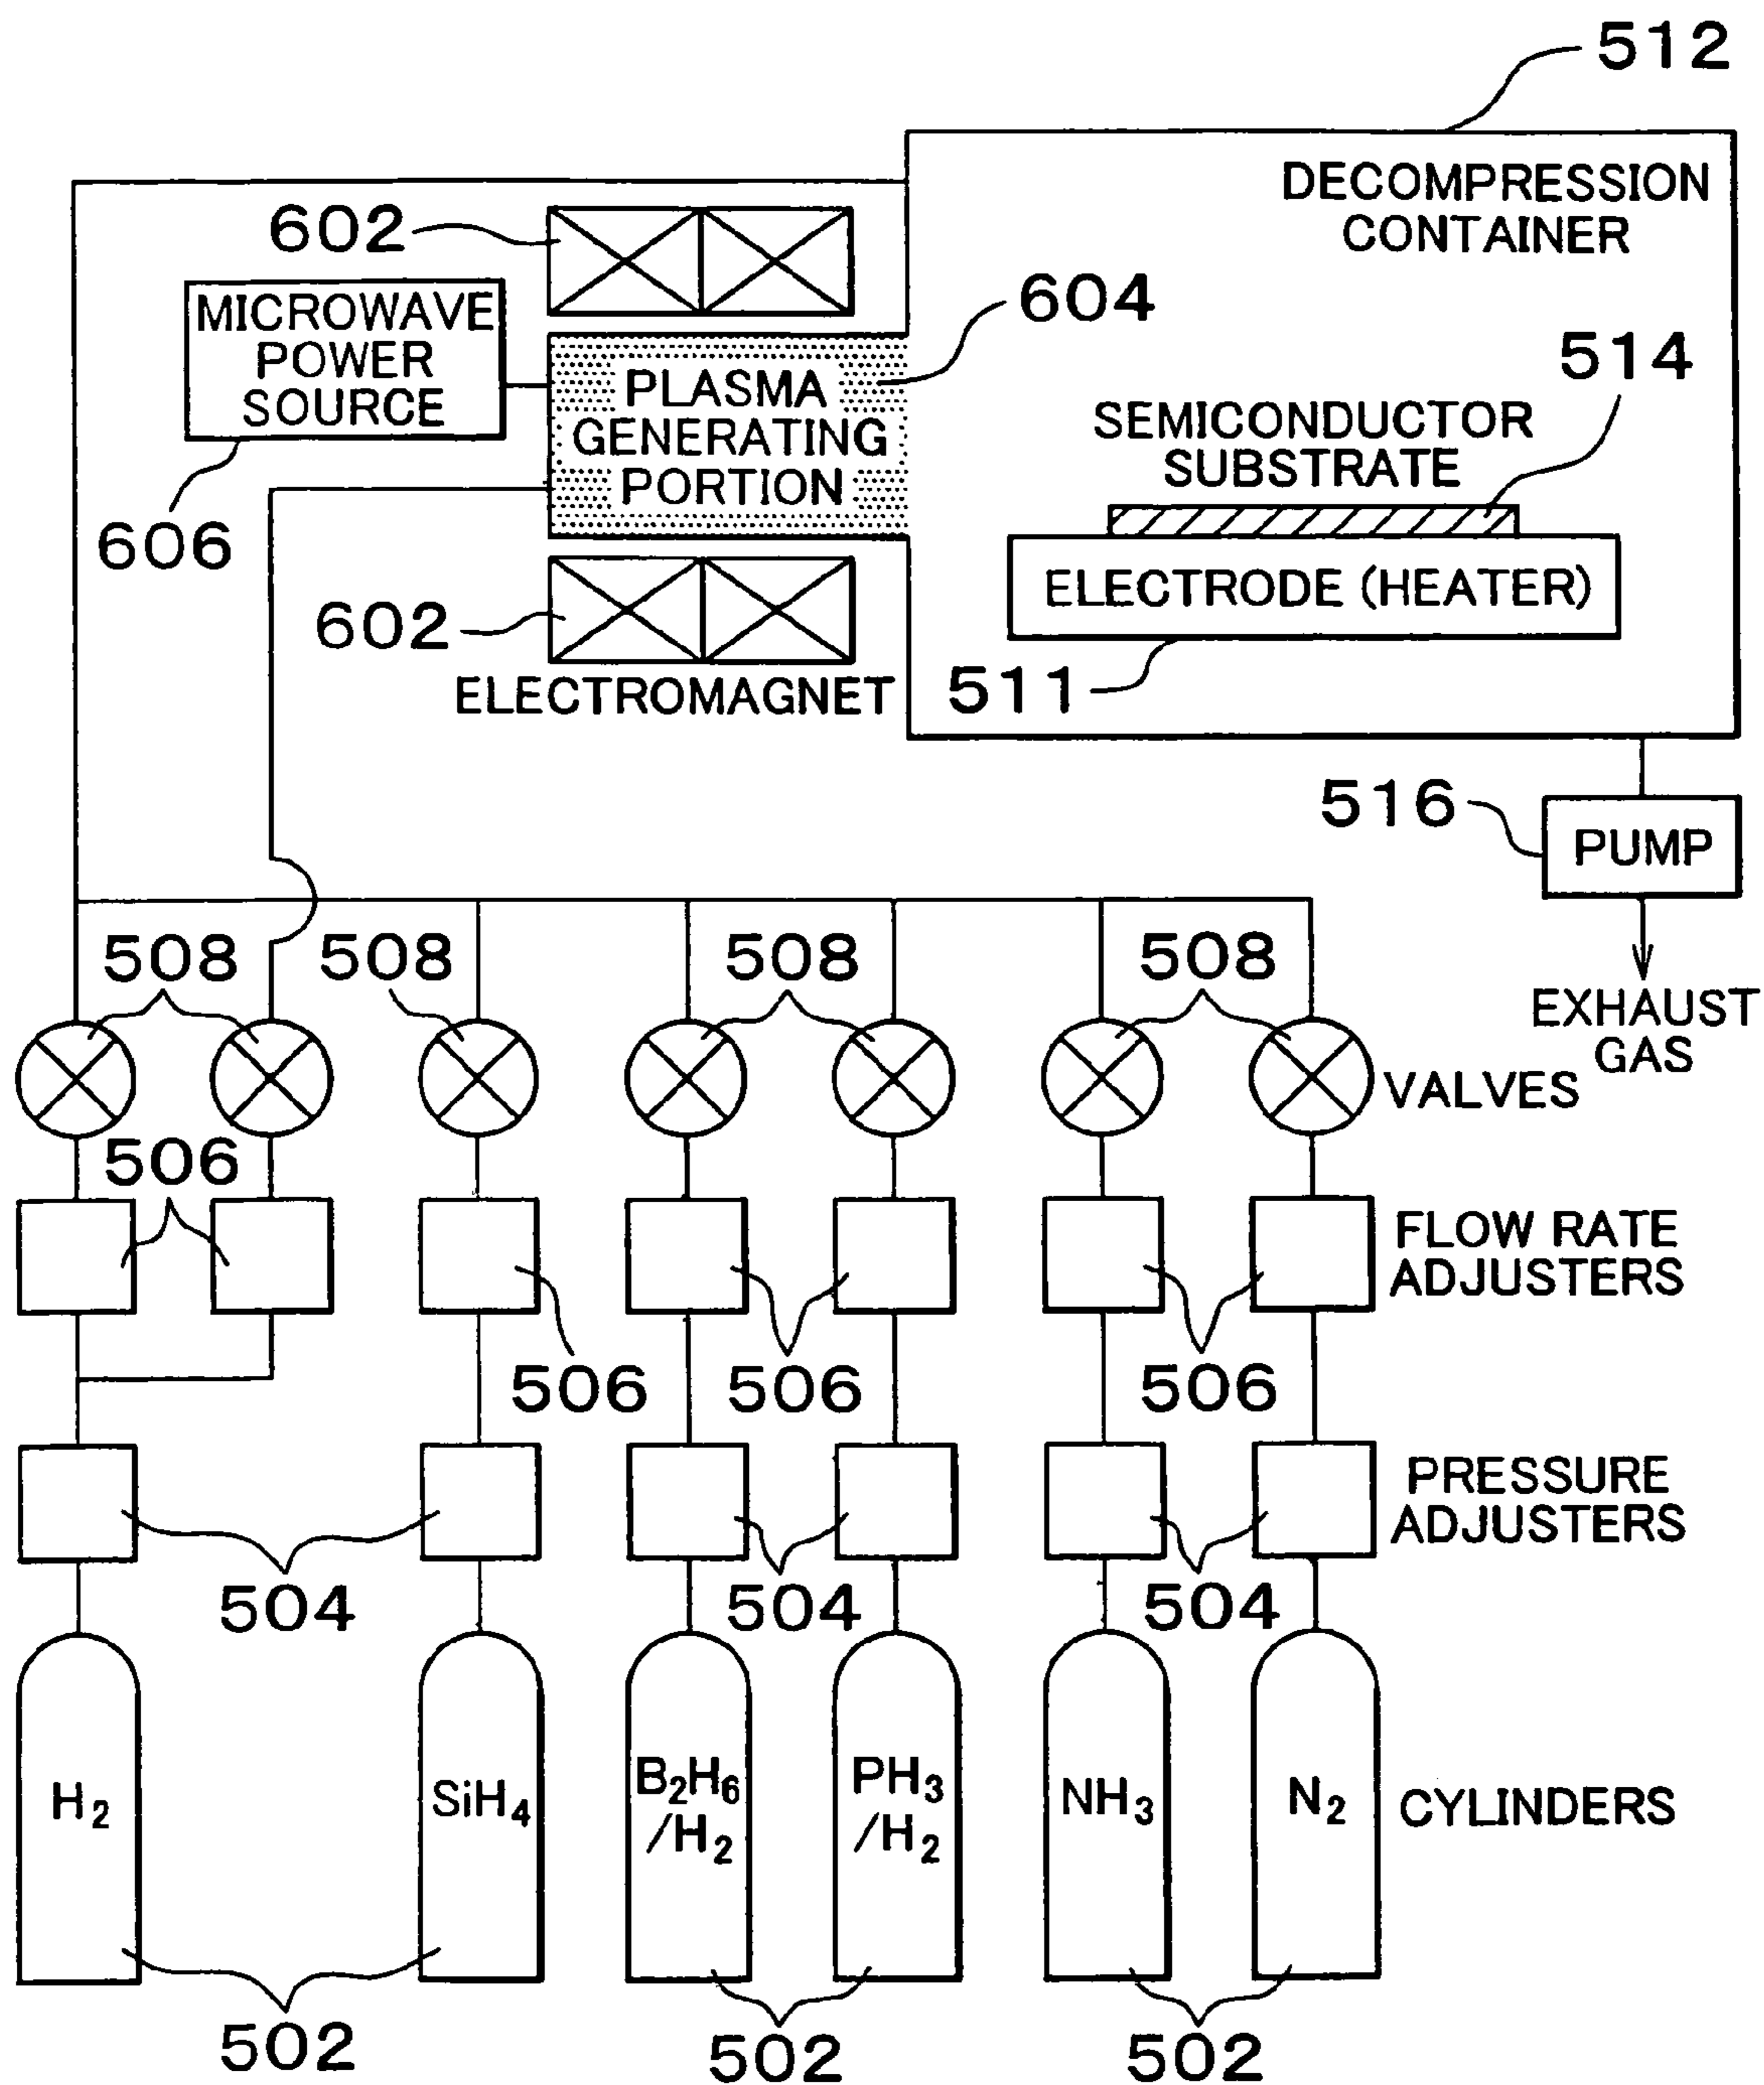 512
DECOMPRESSION
CONTAINER
602
604
MICROWAVE
POWER
SOURCE
PLASMA
GENERATING
PORTION
514
SEMICONDUCTOR
SUBSTRATE
606
ELECTRODE (HEATER)
602
511
ELECTROMAGNET
516
PUMP
508
508
508
508
EXHAUST
GAS
VALVES
506
FLOW RATE
ADJUSTERS
506
506
506
PRESSURE
ADJUSTERS
504
504
504
H2
SiH4
B2H6
/H2
PH3
/H2
NH3
N2
CYLINDERS
502
502
502